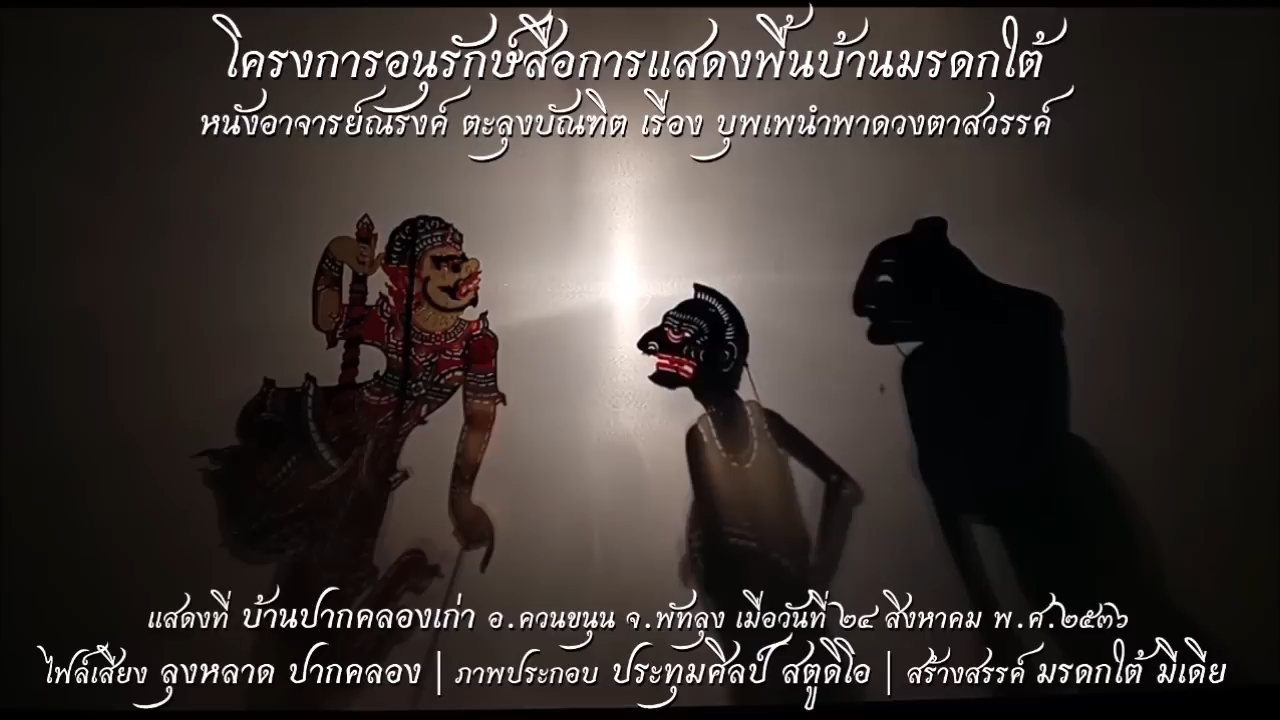 โครงการอนุรักษ์สื่อการแสดงพื้นบ้านมรดกใต้
หนังอาจารย์ณรงค์ ตะลุงบัณฑิต เรื่อง บุพเพนำพาดวงตาสวรรค์
แสดงที่ บ้านปากคลองเก่า อ.ควนขนุน จ.พัทลุง เมื่อวันที่ ๒๔ สิงหาคม พ.ศ.๒๕๓๖
ไฟล์เสียง ลุงหลาด ปากคลอง | ภาพประกอบ ประทุมศิลป์ สตูดิโอ | สร้างสรรค์ มรดกใต้ มีเดีย